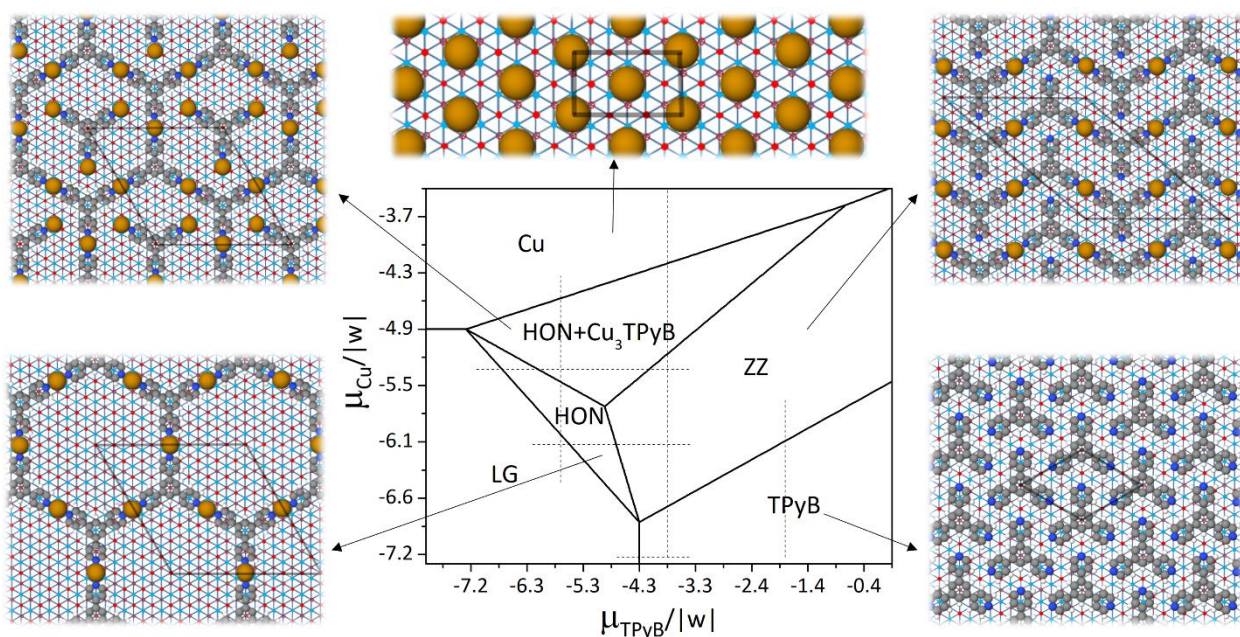 -3.7
-4.3
-4.9
-5.5
-6.1
-6.6
-7.2
μCu/|w|
Cu
HON+Cu3TPyB
ZZ
HON
LG
TPyB
-7.2 -6.3 -5.3 -4.3 -3.3 -2.4 -1.4 -0.4
μTPyB/|w|